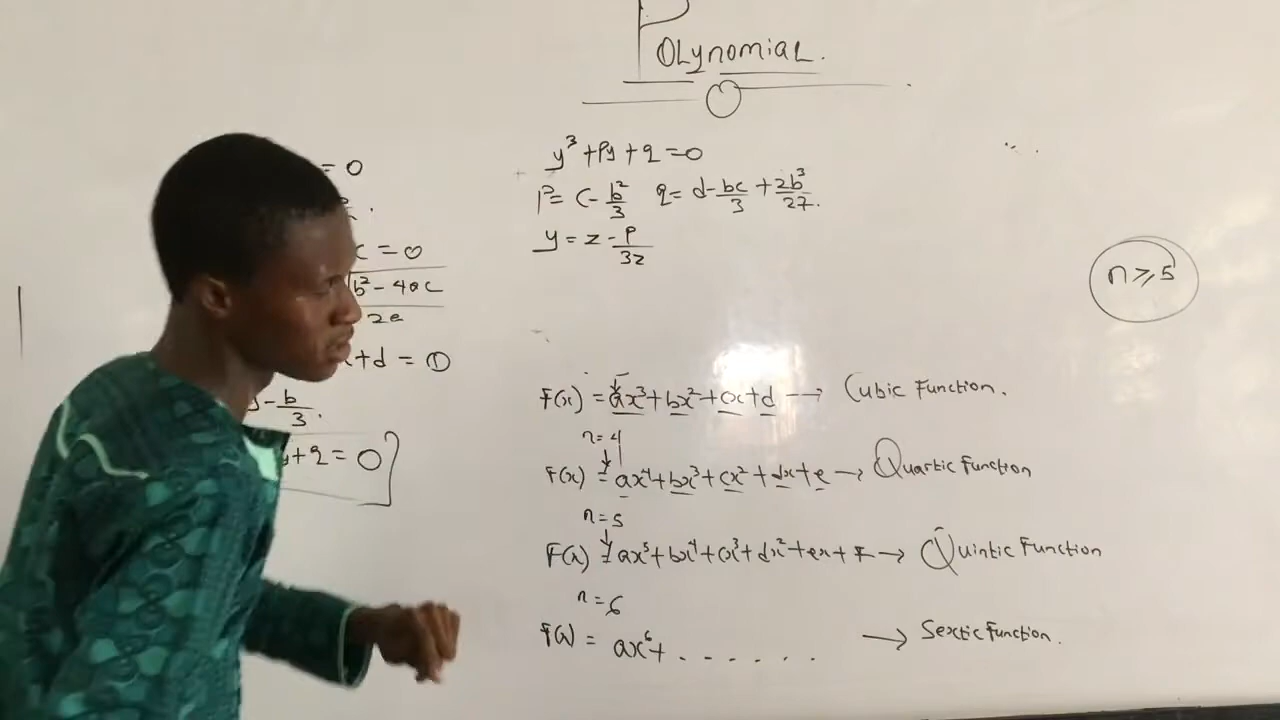 Polynomial.
= 0
c = 0
b² - 4ac
2a
+d = 0
- b/3.
y+q = 0
y³ + Py + q = 0
P = c - b²/3  q = d - bc/3 + 2b³/27.
y = z - P/3z
n ⩾ 5
F(x) = ax³ + bx² + cx + d → Cubic Function.
n = 4
F(x) = ax⁴ + bx³ + cx² + dx + e → Quartic Function
n = 5
F(x) = ax⁵ + bx⁴ + cx³ + dx² + ex + F → Quintic Function
n = 6
F(x) = ax⁶ + . . . . . . → Sextic Function.